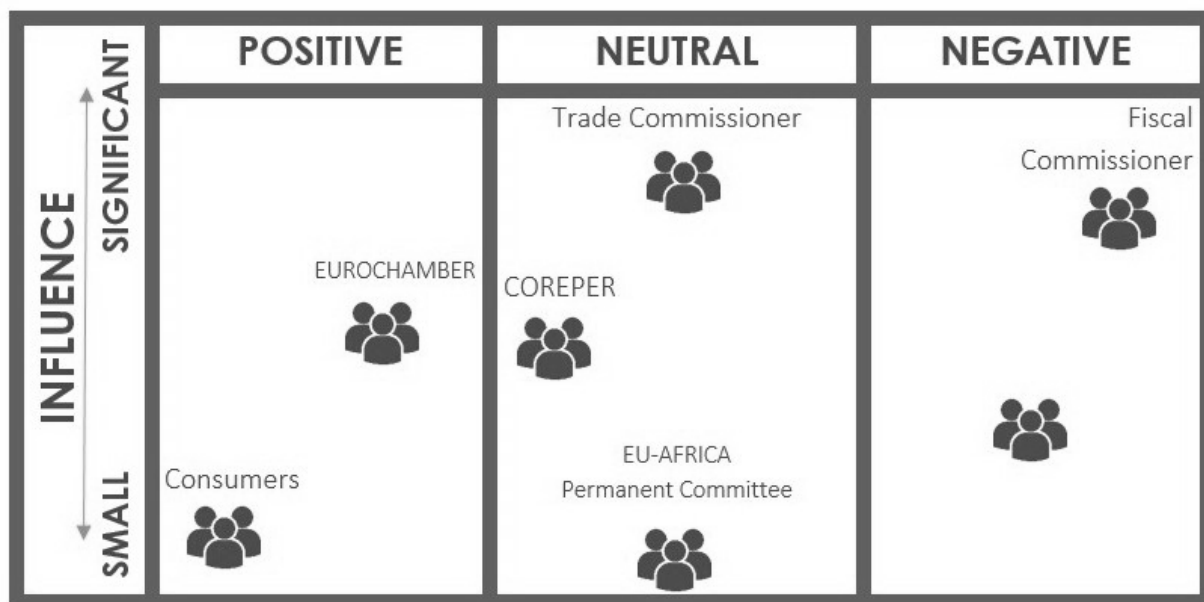 POSITIVE
NEUTRAL
NEGATIVE
INFLUENCE
SIGNIFICANT
SMALL
Trade Commissioner
Fiscal
Commissioner
EUROCHAMBER
COREPER
Consumers
EU-AFRICA
Permanent Committee